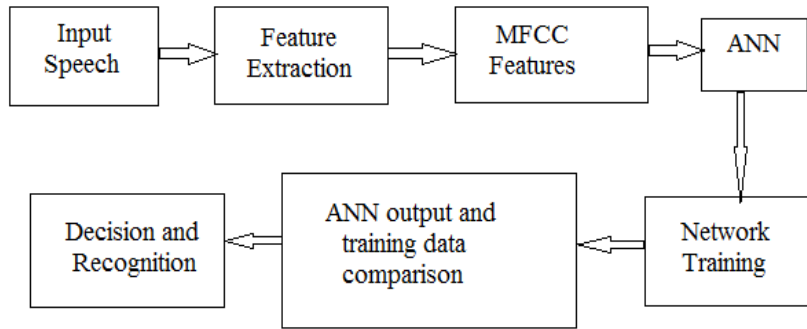 Input
Speech
Feature
Extraction
MFCC
Features
ANN
Network
Training
ANN output and
training data
comparison
Decision and
Recognition